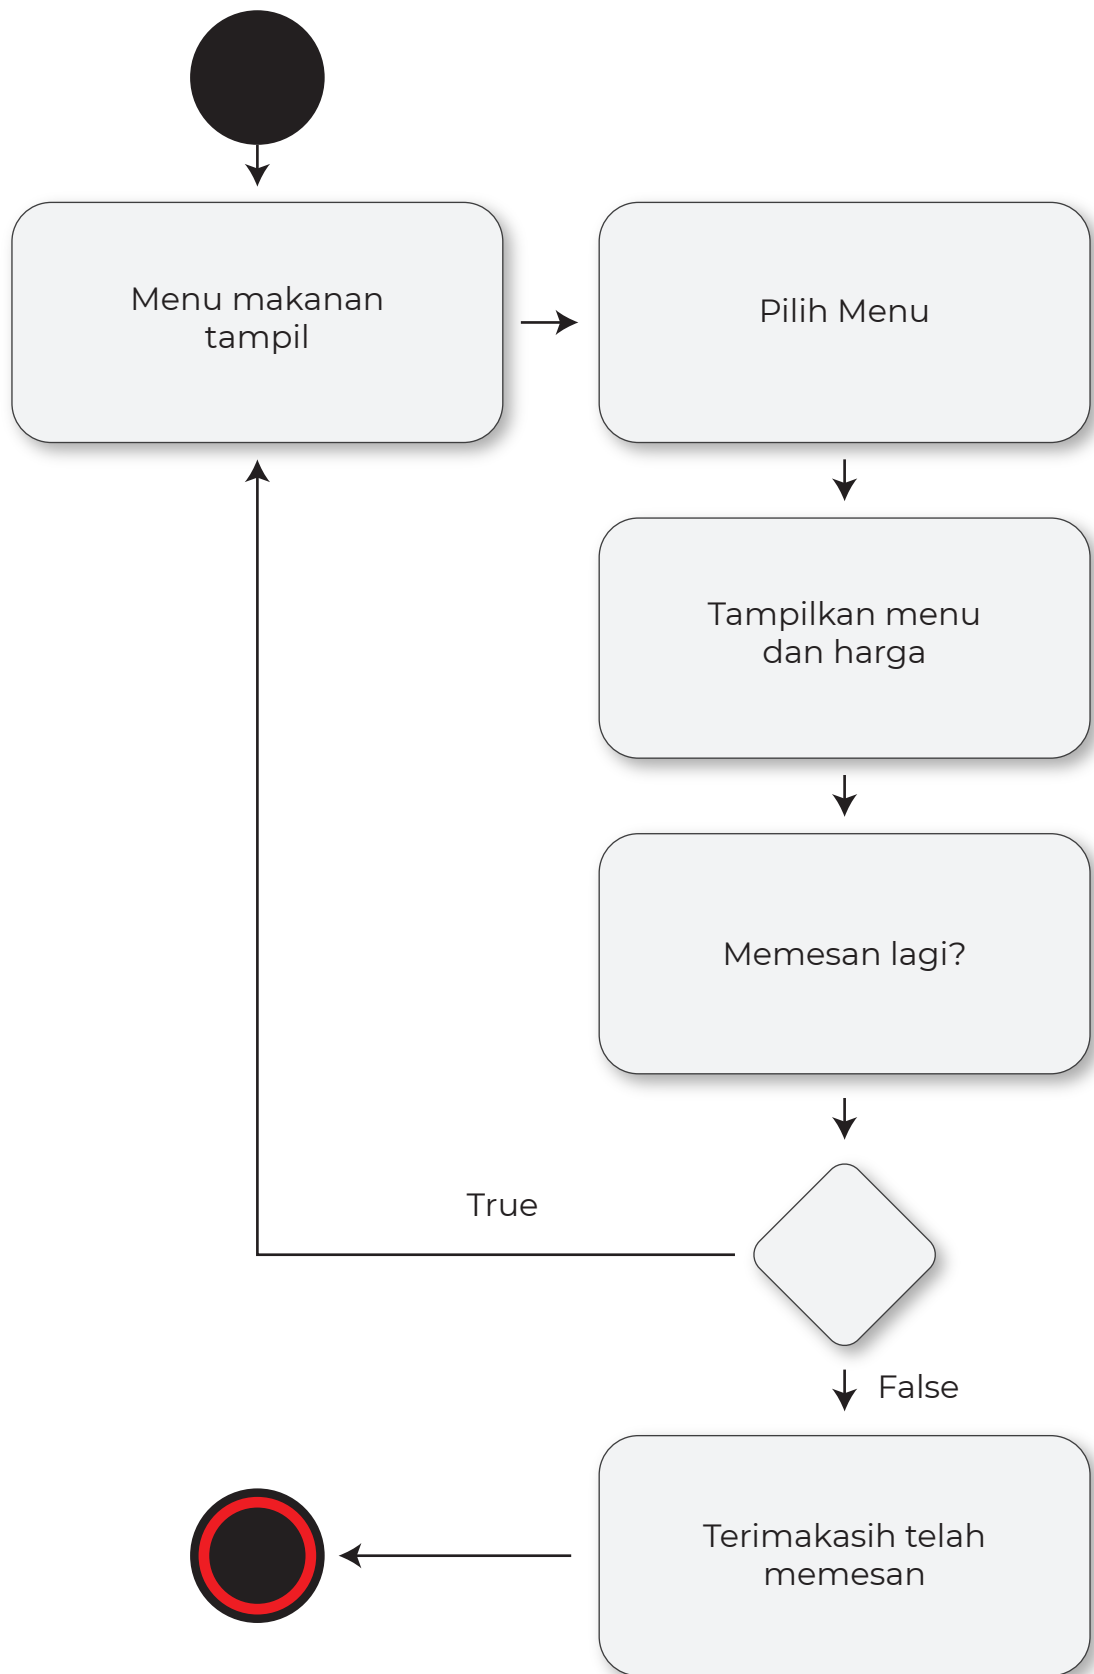 Menu makanan
tampil
Pilih Menu
Tampilkan menu
dan harga
Memesan lagi?
True
False
Terimakasih telah
memesan